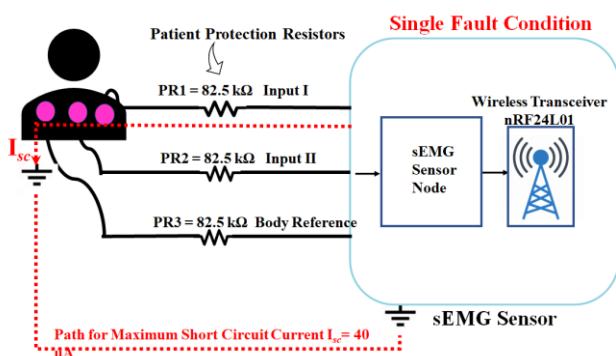 Single Fault Condition
Patient Protection Resistors
PR1 = 82.5 kΩ Input I
Wireless Transceiver
nRF24L01
I_sc
PR2 = 82.5 kΩ Input II
sEMG
Sensor
Node
PR3 = 82.5 kΩ Body Reference
sEMG Sensor
Path for Maximum Short Circuit Current I_sc= 40